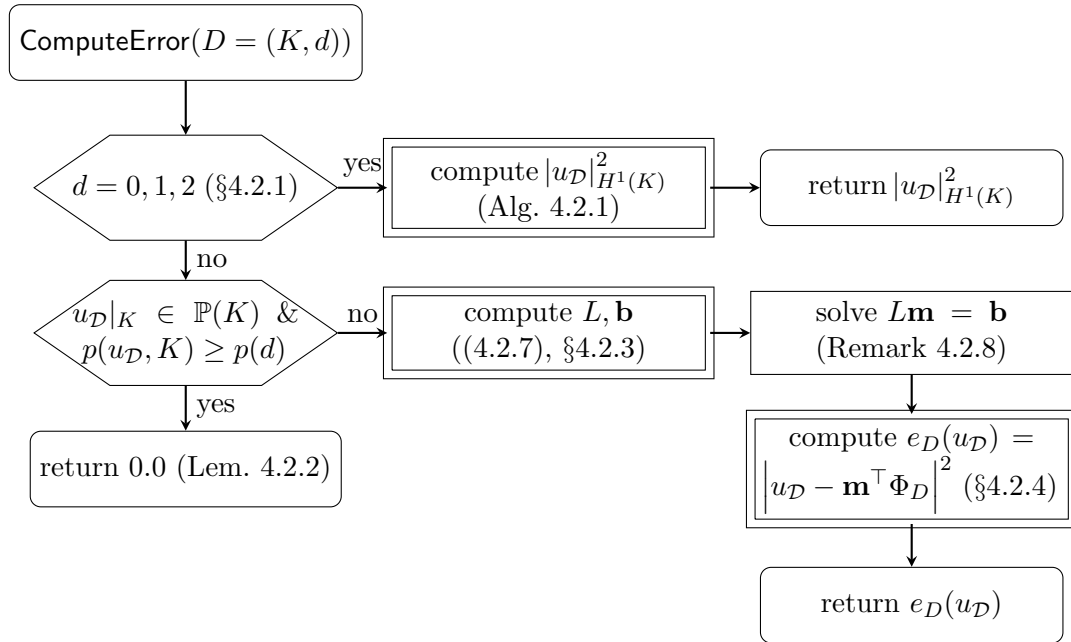 ComputeError(D = (K, d))
d = 0, 1, 2 (§4.2.1)
yes
compute |u_𝒟|²_{H¹(K)}
(Alg. 4.2.1)
return |u_𝒟|²_{H¹(K)}
no
u_𝒟|_K ∈ ℙ(K) &
p(u_𝒟, K) ≥ p(d)
no
compute L, 𝐛
((4.2.7), §4.2.3)
solve L𝐦 = 𝐛
(Remark 4.2.8)
yes
return 0.0 (Lem. 4.2.2)
compute e_D(u_𝒟) =
|u_𝒟 − 𝐦^⊤Φ_D|² (§4.2.4)
return e_D(u_𝒟)